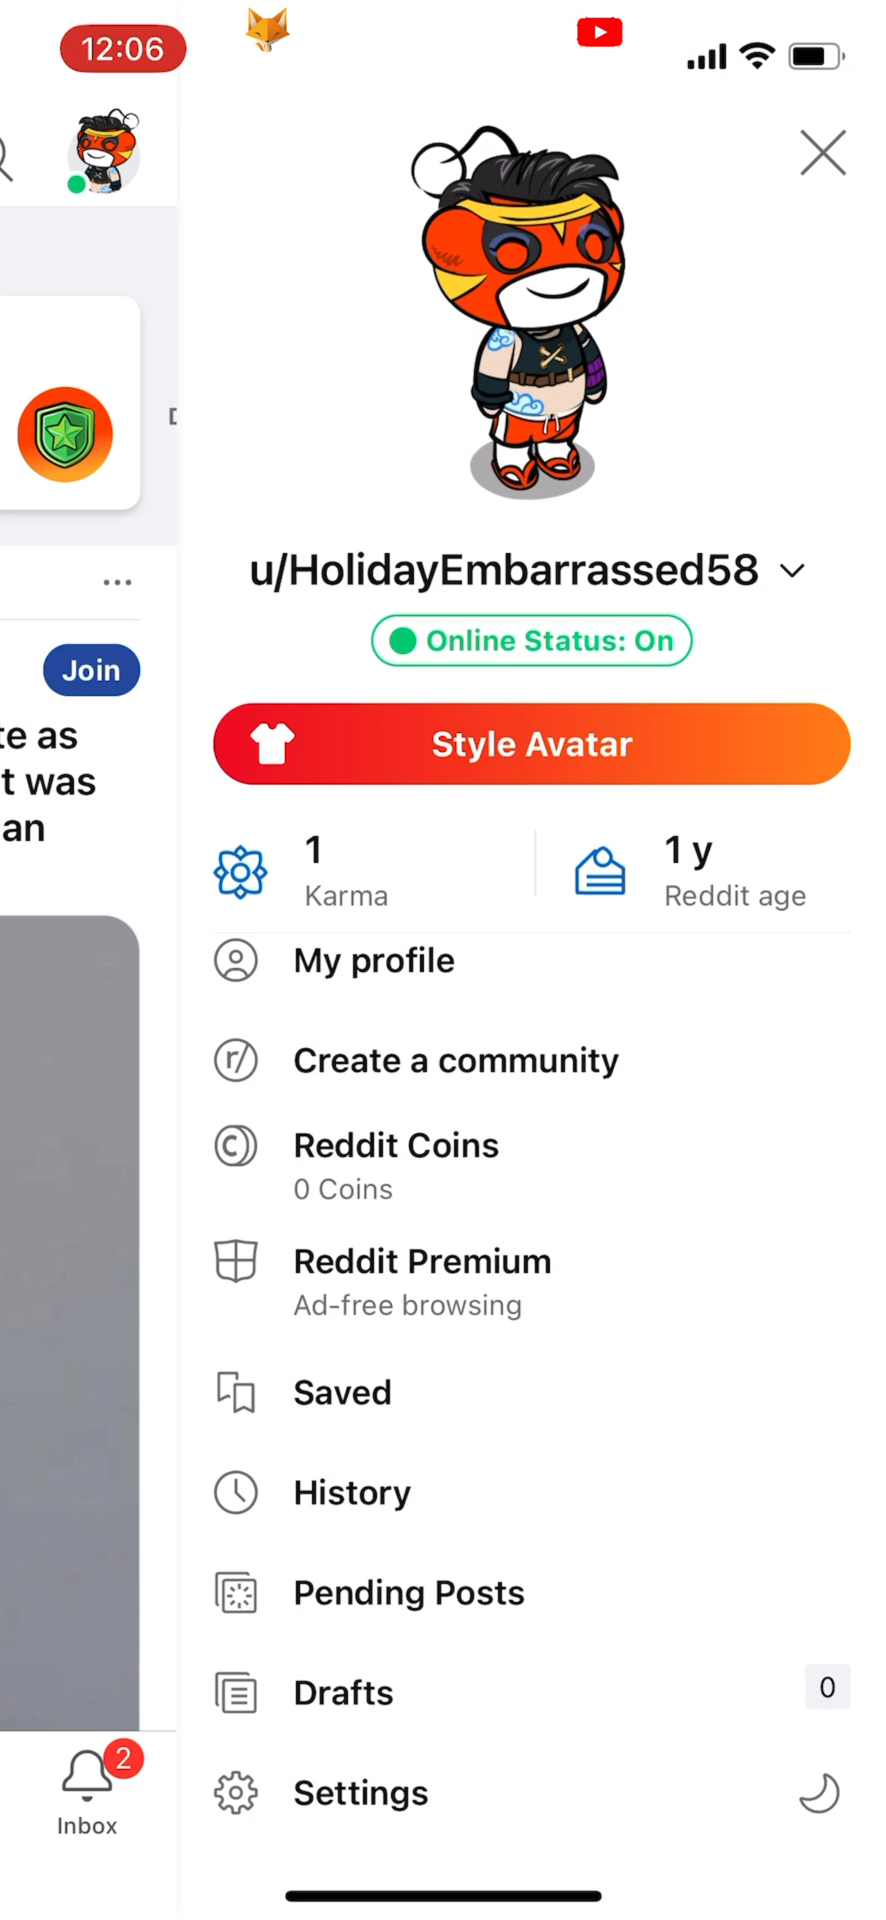 12:06
Join
te as
t was
an
2
Inbox
u/HolidayEmbarrassed58
Online Status: On
Style Avatar
1
Karma
1 y
Reddit age
My profile
r/
Create a community
Reddit Coins
0 Coins
Reddit Premium
Ad-free browsing
Saved
History
Pending Posts
Drafts
0
Settings